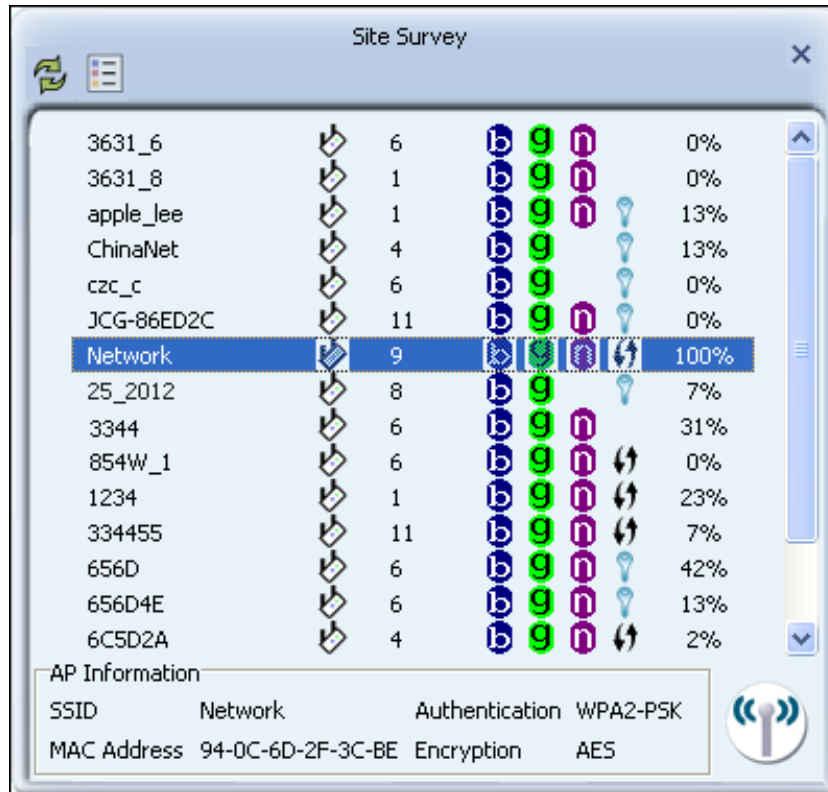 Site Survey
3631_6 6 b g n 0%
3631_8 1 b g n 0%
apple_lee 1 b g n 13%
ChinaNet 4 b g 13%
czc_c 6 b g 0%
JCG-86ED2C 11 b g n 0%
Network 9 b g n 100%
25_2012 8 b g 7%
3344 6 b g n 31%
854W_1 6 b g n 0%
1234 1 b g n 23%
334455 11 b g n 7%
656D 6 b g n 42%
656D4E 6 b g n 13%
6C5D2A 4 b g n 2%
AP Information
SSID Network Authentication WPA2-PSK
MAC Address 94-0C-6D-2F-3C-BE Encryption AES